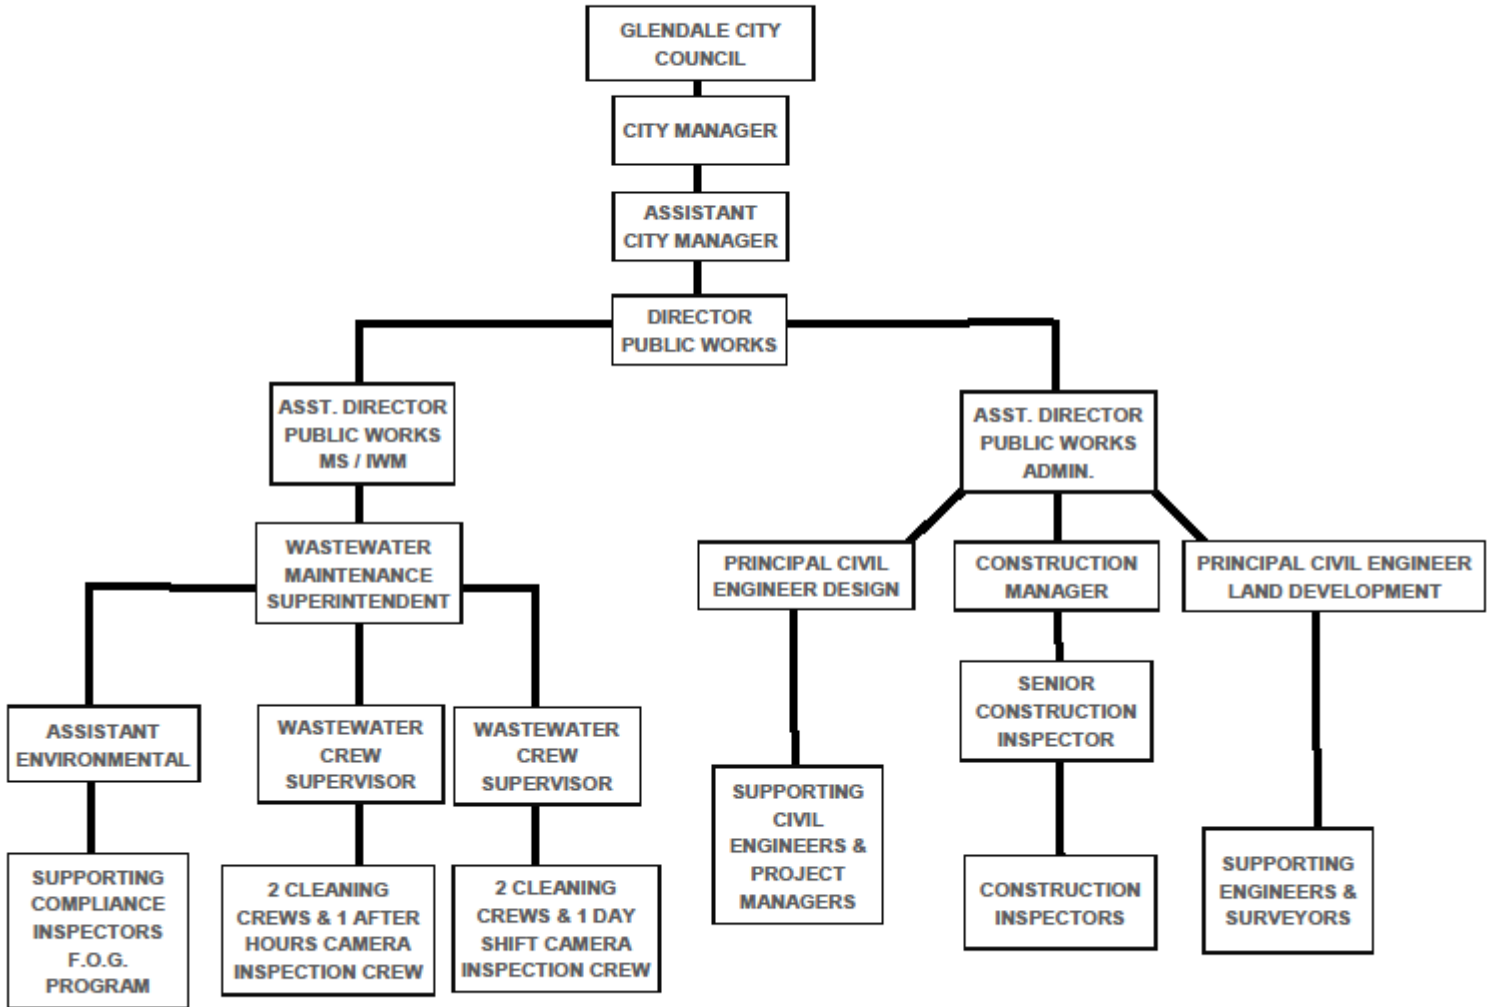 GLENDALE CITY
COUNCIL
CITY MANAGER
ASSISTANT
CITY MANAGER
DIRECTOR
PUBLIC WORKS
ASST. DIRECTOR
PUBLIC WORKS
MS / IWM
ASST. DIRECTOR
PUBLIC WORKS
ADMIN.
WASTEWATER
MAINTENANCE
SUPERINTENDENT
PRINCIPAL CIVIL
ENGINEER DESIGN
CONSTRUCTION
MANAGER
PRINCIPAL CIVIL ENGINEER
LAND DEVELOPMENT
SENIOR
CONSTRUCTION
INSPECTOR
ASSISTANT
ENVIRONMENTAL
WASTEWATER
CREW
SUPERVISOR
WASTEWATER
CREW
SUPERVISOR
SUPPORTING
CIVIL
ENGINEERS &
PROJECT
MANAGERS
SUPPORTING
COMPLIANCE
INSPECTORS
F.O.G.
PROGRAM
2 CLEANING
CREWS & 1 AFTER
HOURS CAMERA
INSPECTION CREW
2 CLEANING
CREWS & 1 DAY
SHIFT CAMERA
INSPECTION CREW
CONSTRUCTION
INSPECTORS
SUPPORTING
ENGINEERS &
SURVEYORS